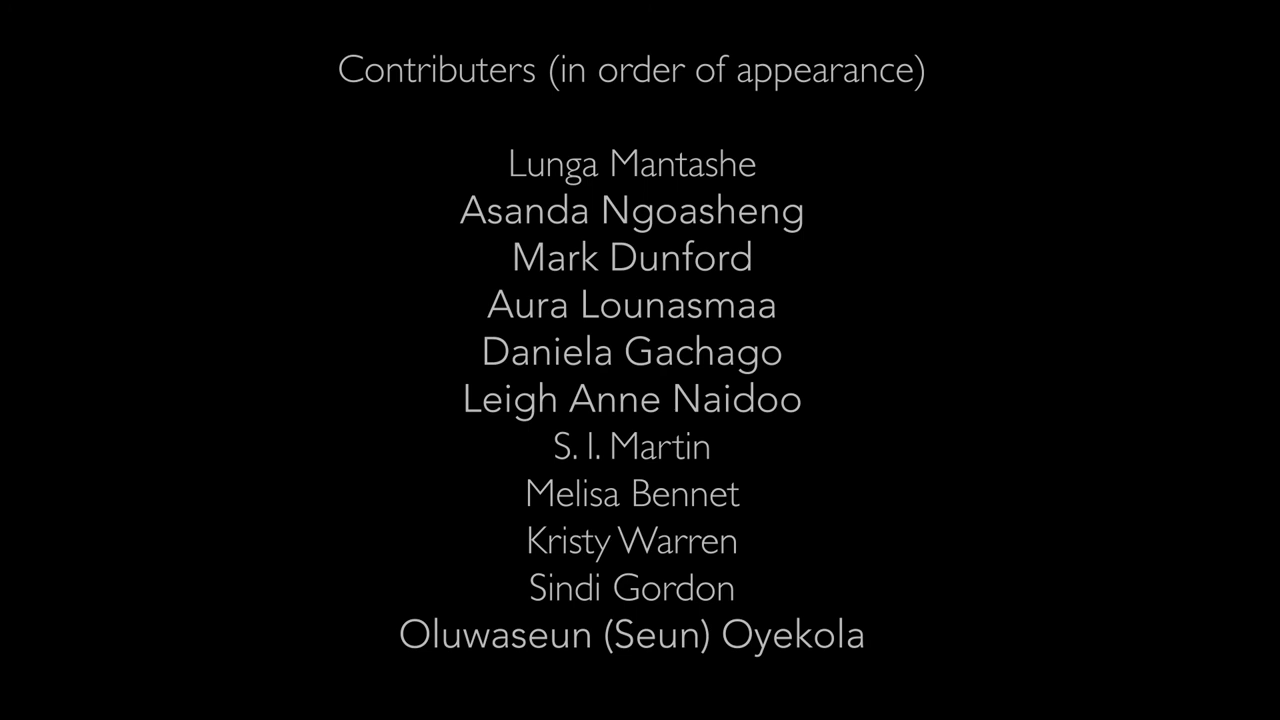 Contributers (in order of appearance)
Lunga Mantashe
Asanda Ngoasheng
Mark Dunford
Aura Lounasmaa
Daniela Gachago
Leigh Anne Naidoo
S. I. Martin
Melisa Bennet
Kristy Warren
Sindi Gordon
Oluwaseun (Seun) Oyekola